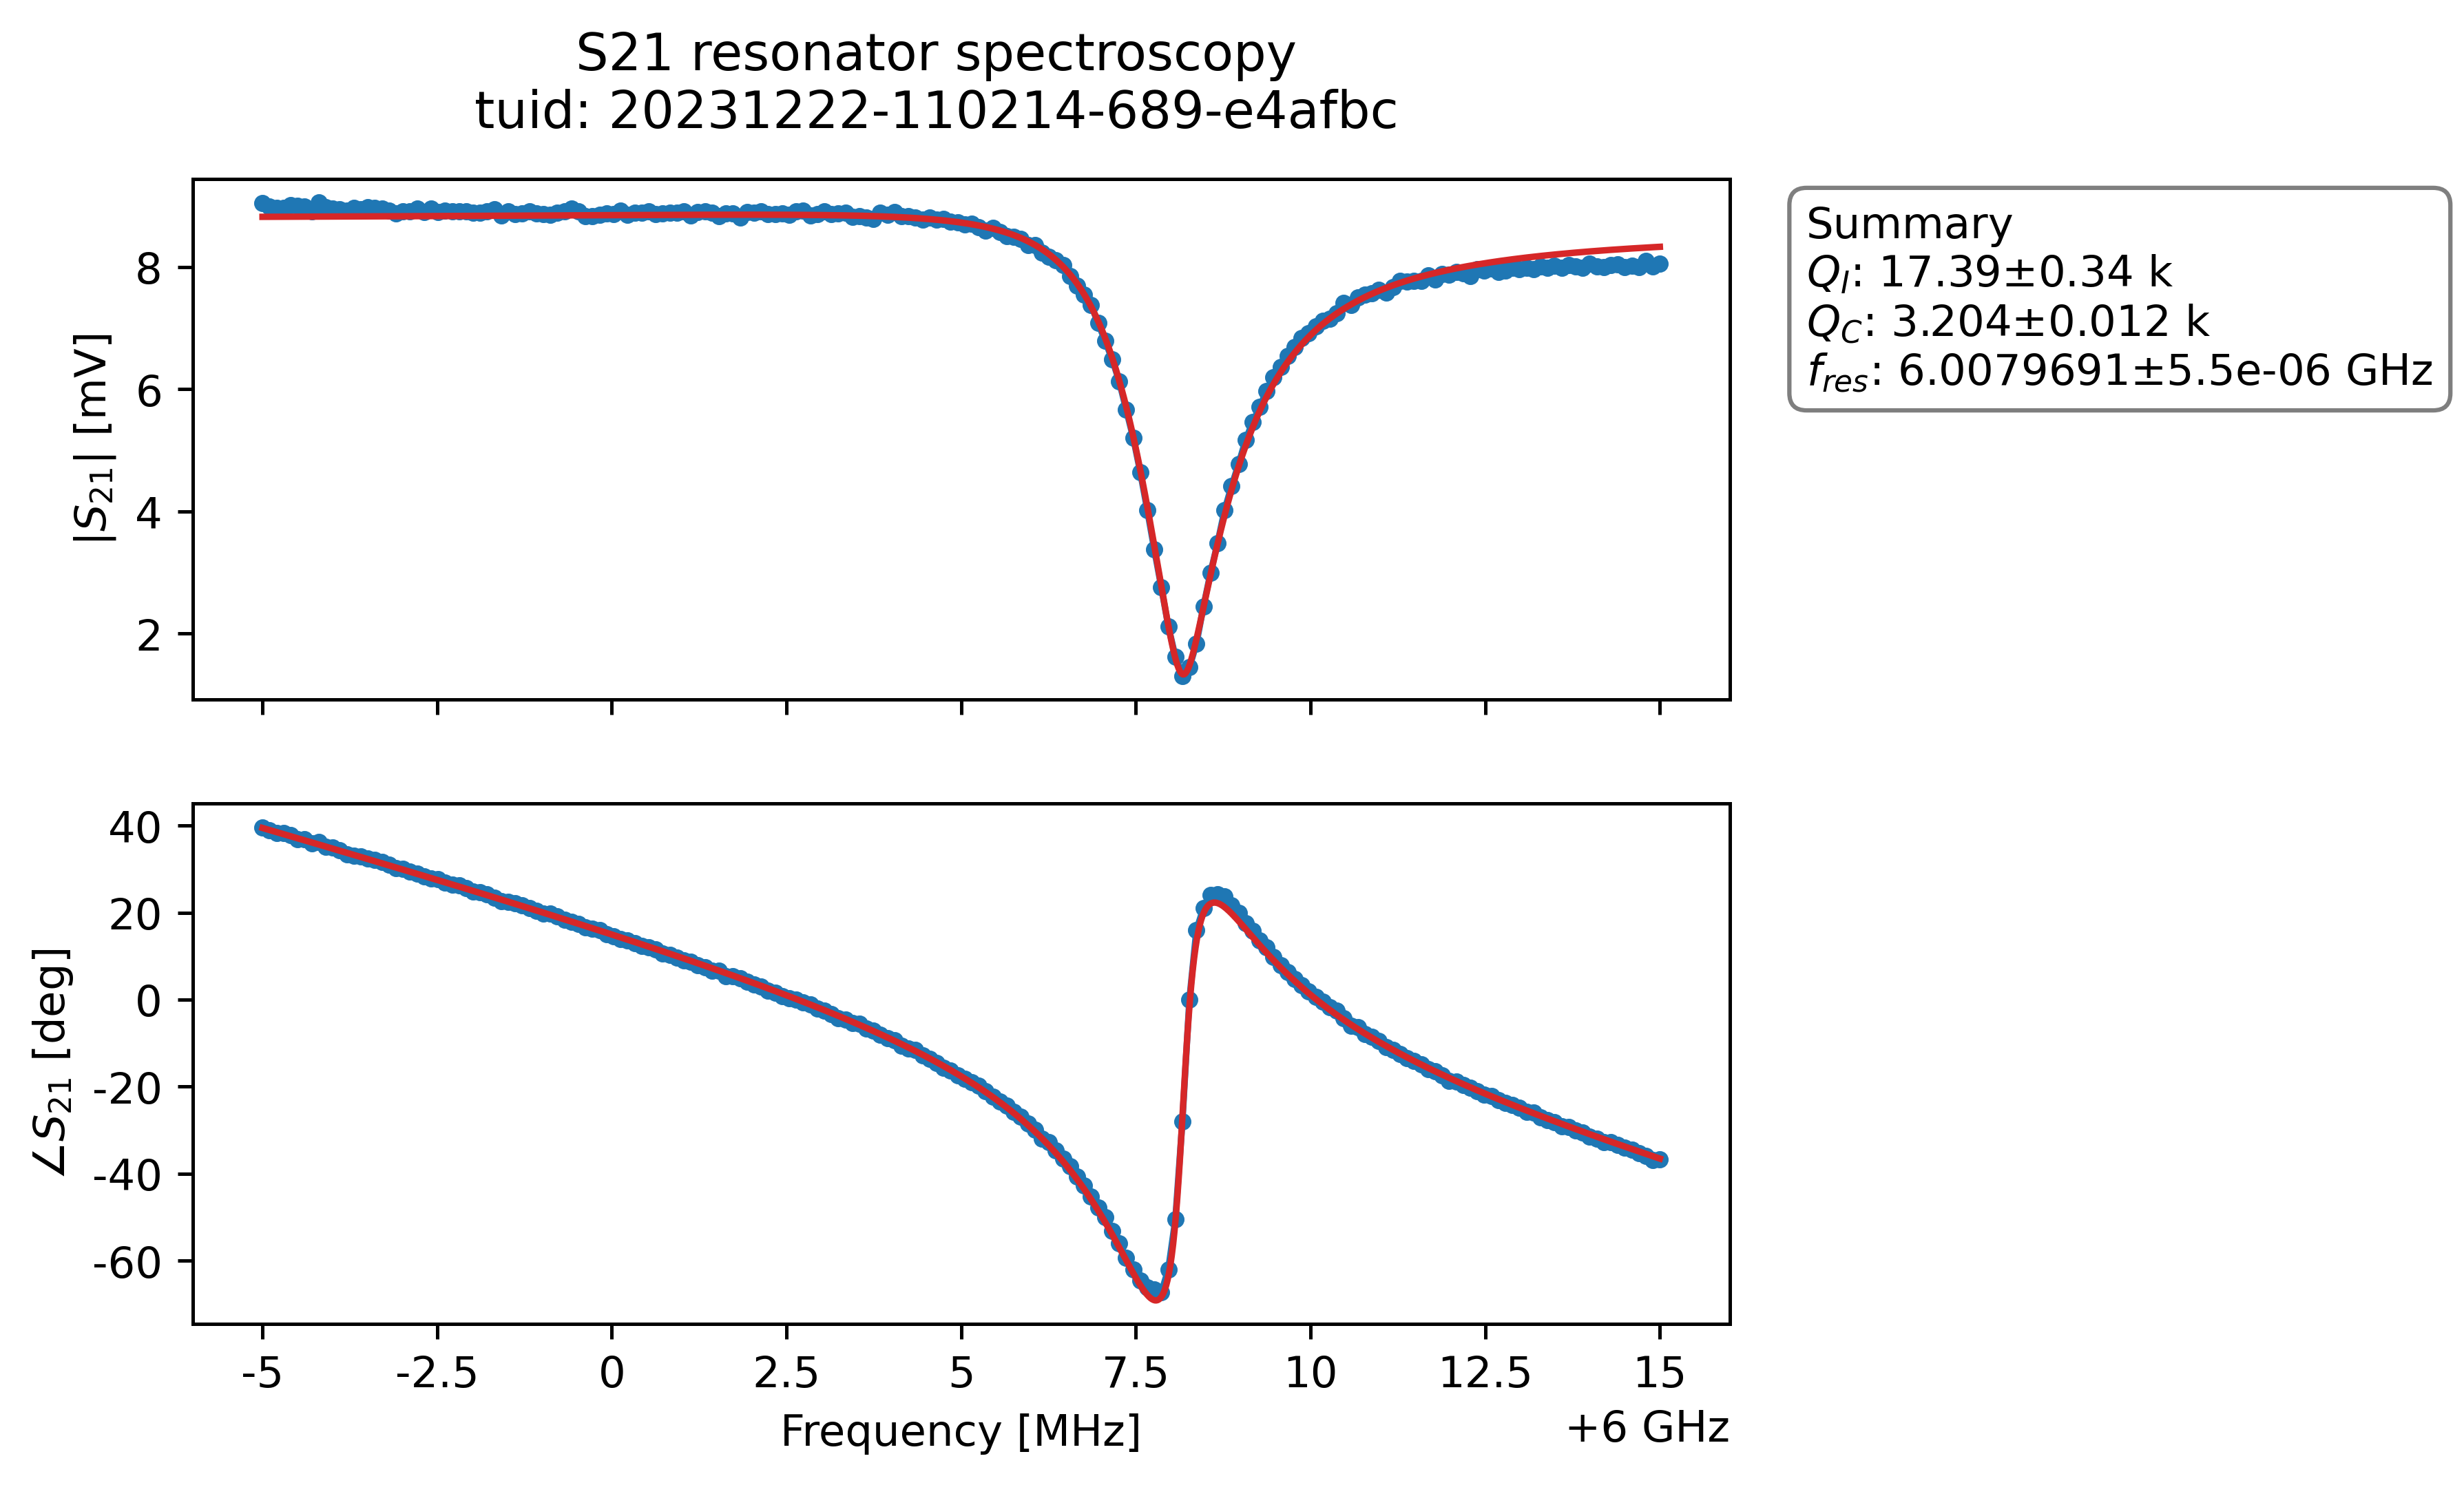 S21 resonator spectroscopy
tuid: 20231222-110214-689-e4afbc
|S21| [mV]
8
6
4
2
Summary
QI: 17.39±0.34 k
QC: 3.204±0.012 k
fres: 6.0079691±5.5e-06 GHz
∠S21 [deg]
40
20
0
-20
-40
-60
-5 -2.5 0 2.5 5 7.5 10 12.5 15
Frequency [MHz]
+6 GHz